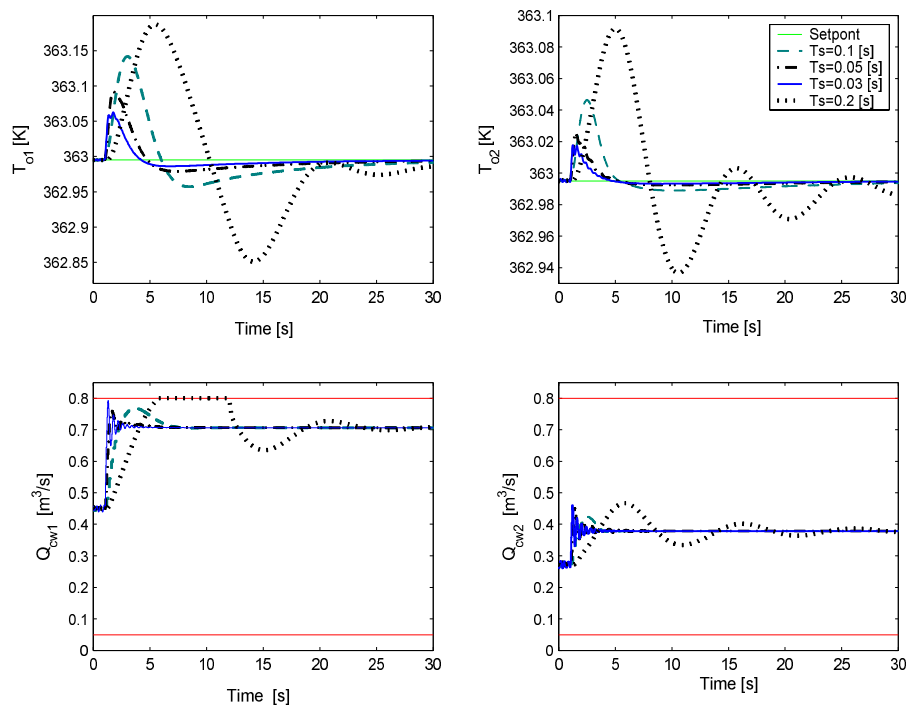 363.15
363.1
363.05
363
362.95
362.9
362.85
T_o1 [K]
0 5 10 15 20 25 30
Time [s]
363.1
363.08
363.06
363.04
363.02
363
362.98
362.96
362.94
T_o2 [K]
Setpont
Ts=0.1 [s]
Ts=0.05 [s]
Ts=0.03 [s]
Ts=0.2 [s]
0 5 10 15 20 25 30
Time [s]
0.8
0.7
0.6
0.5
0.4
0.3
0.2
0.1
0
Q_cw1 [m^3/s]
0 5 10 15 20 25 30
Time [s]
0.8
0.7
0.6
0.5
0.4
0.3
0.2
0.1
0
Q_cw2 [m^3/s]
0 5 10 15 20 25 30
Time [s]